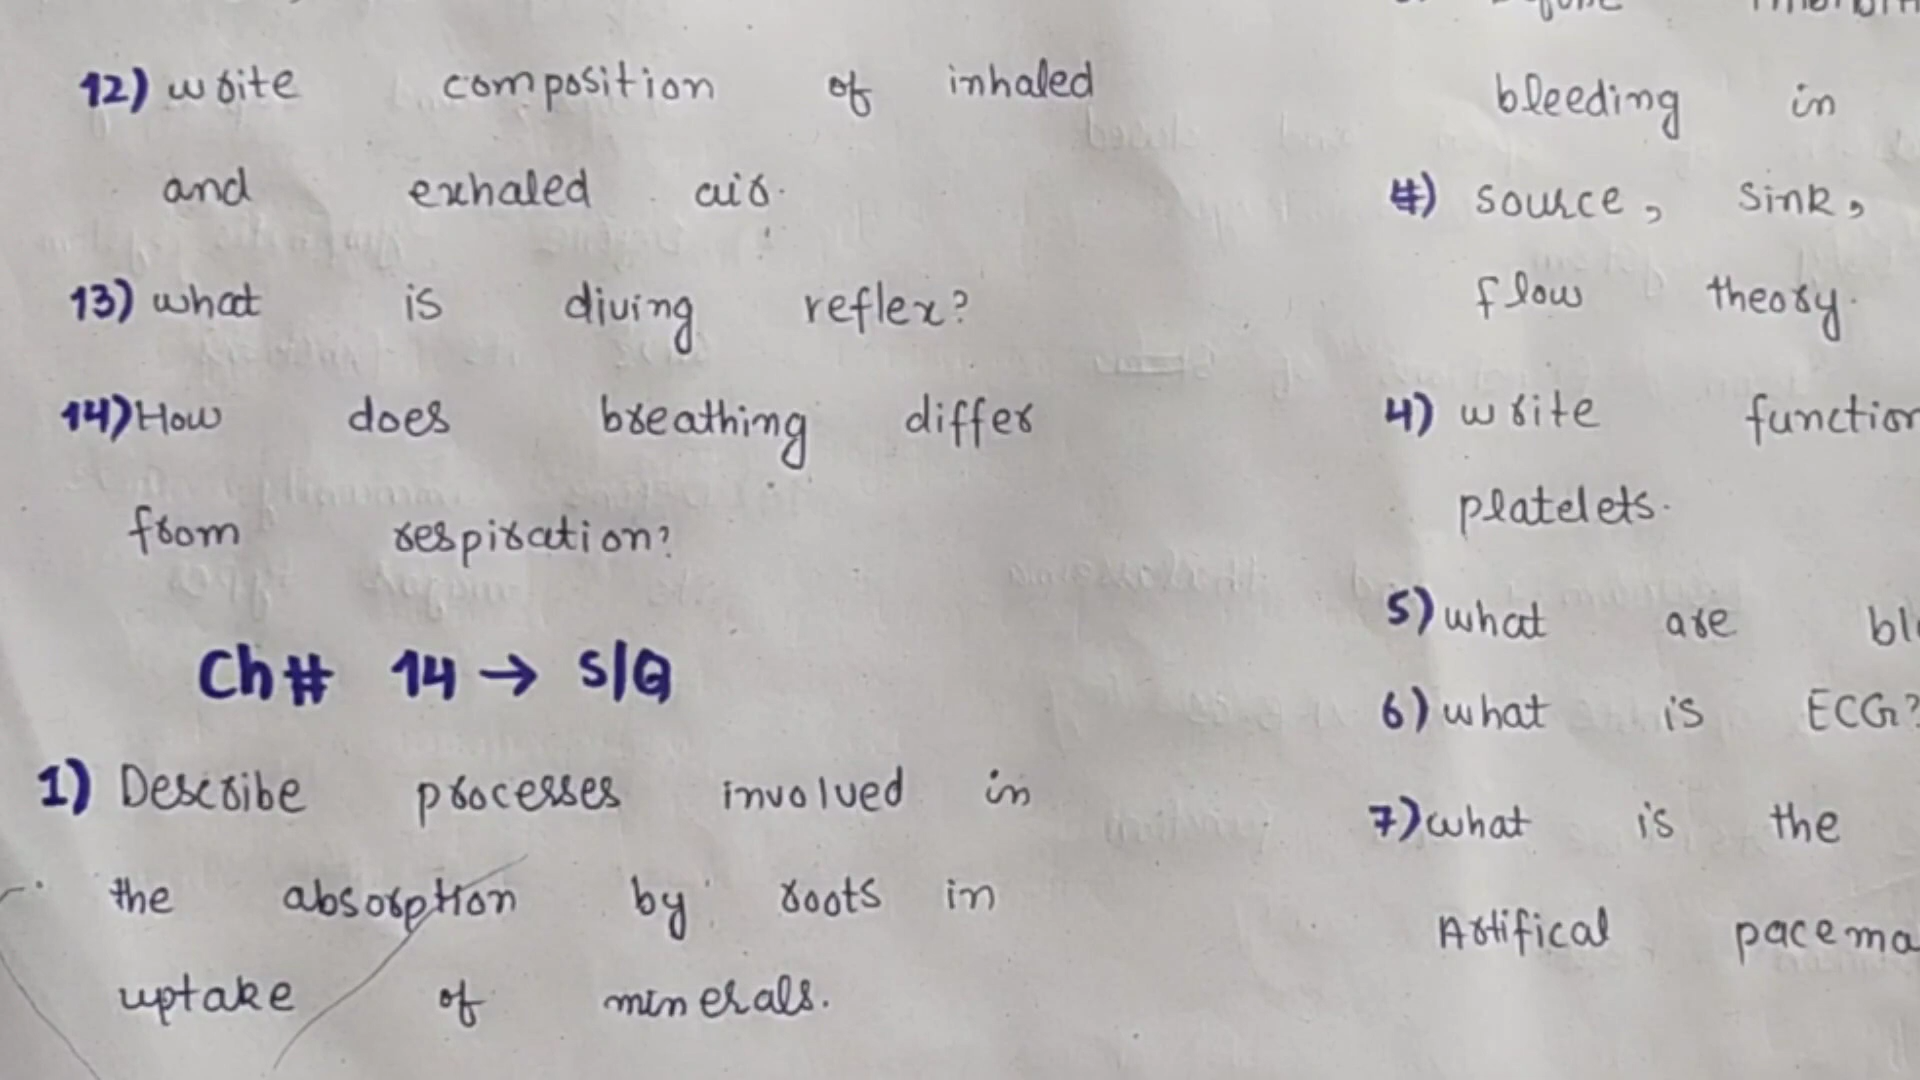 12) write composition of inhaled
and exhaled air.
13) what is diving reflex?
14) How does breathing differ
from respiration?
Ch# 14 → S/Q
1) Describe processes involved in
the absorption by roots in
uptake of minerals.
bleeding in
#) source, sink,
flow theory.
4) write function
platelets.
5) what are
6) what is ECG?
7) what is the
Artifical pacema